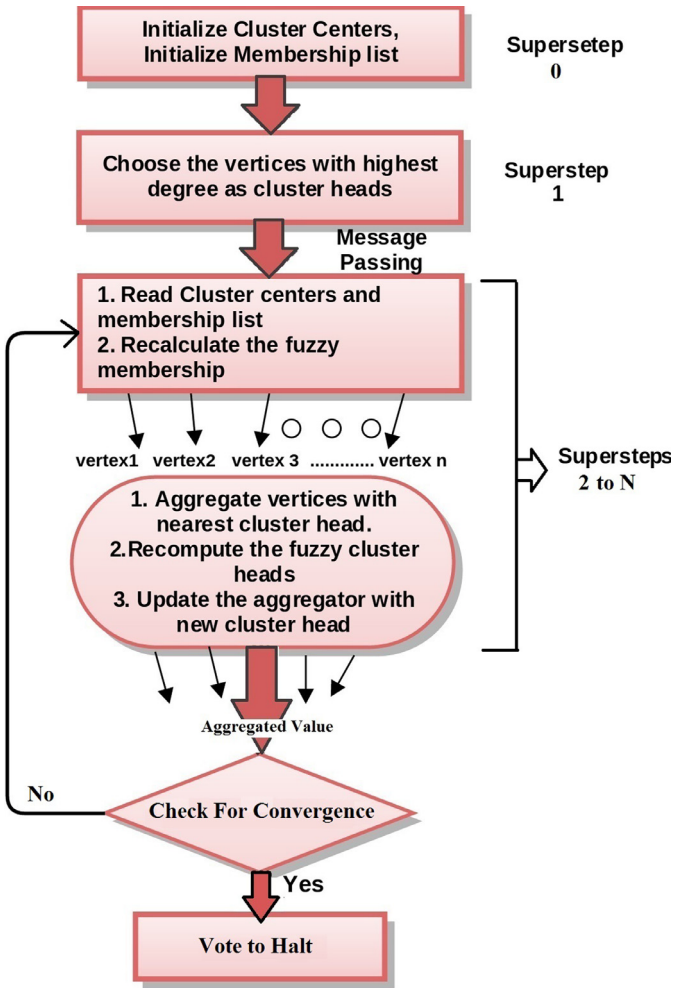 Initialize Cluster Centers,
Initialize Membership list
Supersetep
0
Choose the vertices with highest
degree as cluster heads
Superstep
1
Message
Passing
1. Read Cluster centers and
membership list
2. Recalculate the fuzzy
membership
vertex1 vertex2 vertex 3 ............. vertex n
Supersteps
2 to N
1. Aggregate vertices with
nearest cluster head.
2.Recompute the fuzzy cluster
heads
3. Update the aggregator with
new cluster head
Aggregated Value
No
Check For Convergence
Yes
Vote to Halt